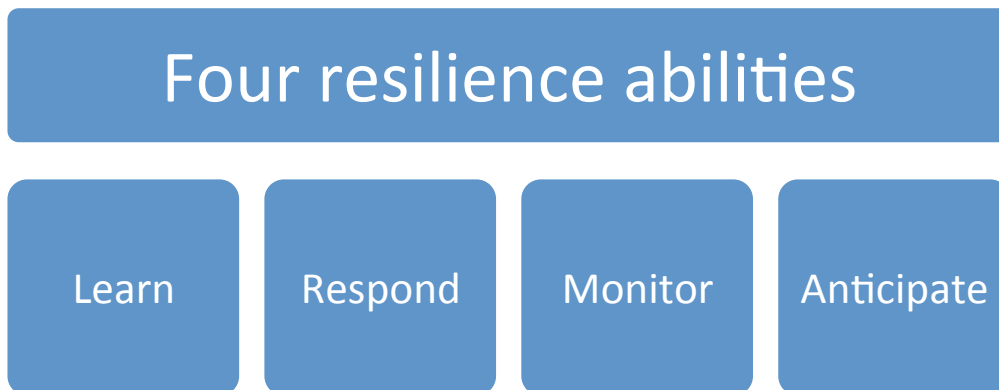 Four resilience abilities
Learn
Respond
Monitor
Anticipate